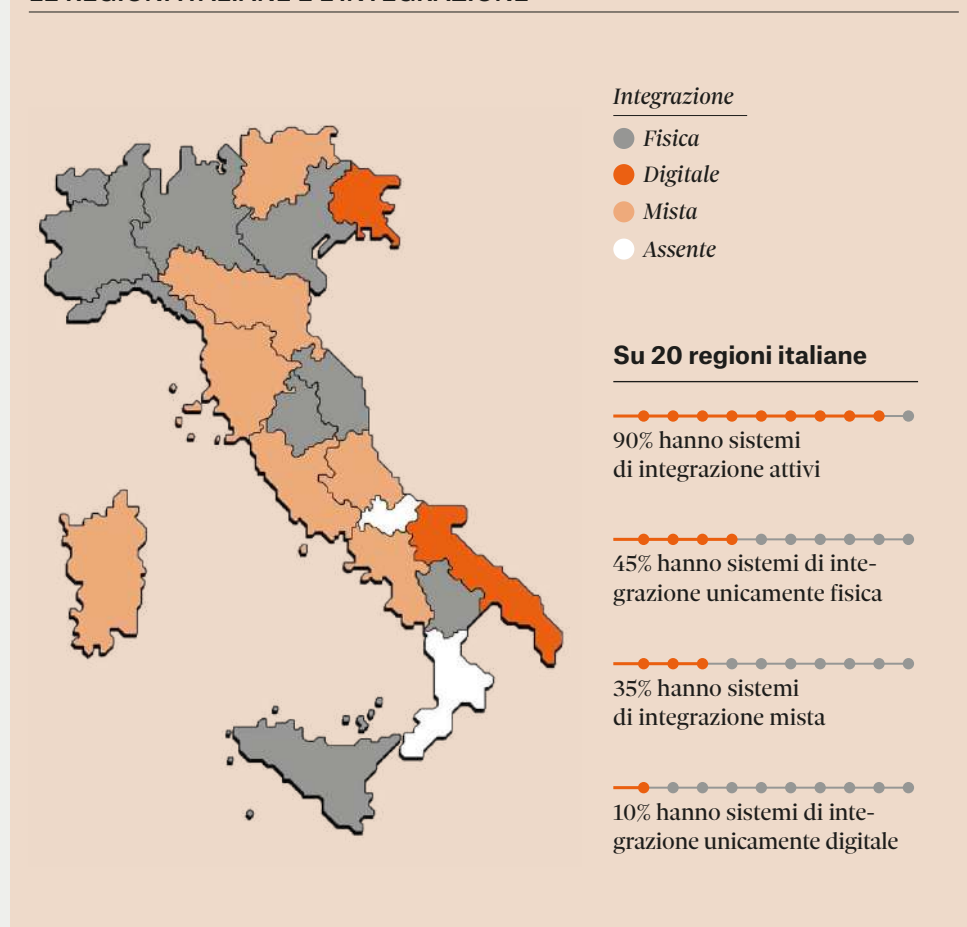 Integrazione
Fisica
Digitale
Mista
Assente
Su 20 regioni italiane
90% hanno sistemi
di integrazione attivi
45% hanno sistemi di inte-
grazione unicamente fisica
35% hanno sistemi
di integrazione mista
10% hanno sistemi di inte-
grazione unicamente digitale